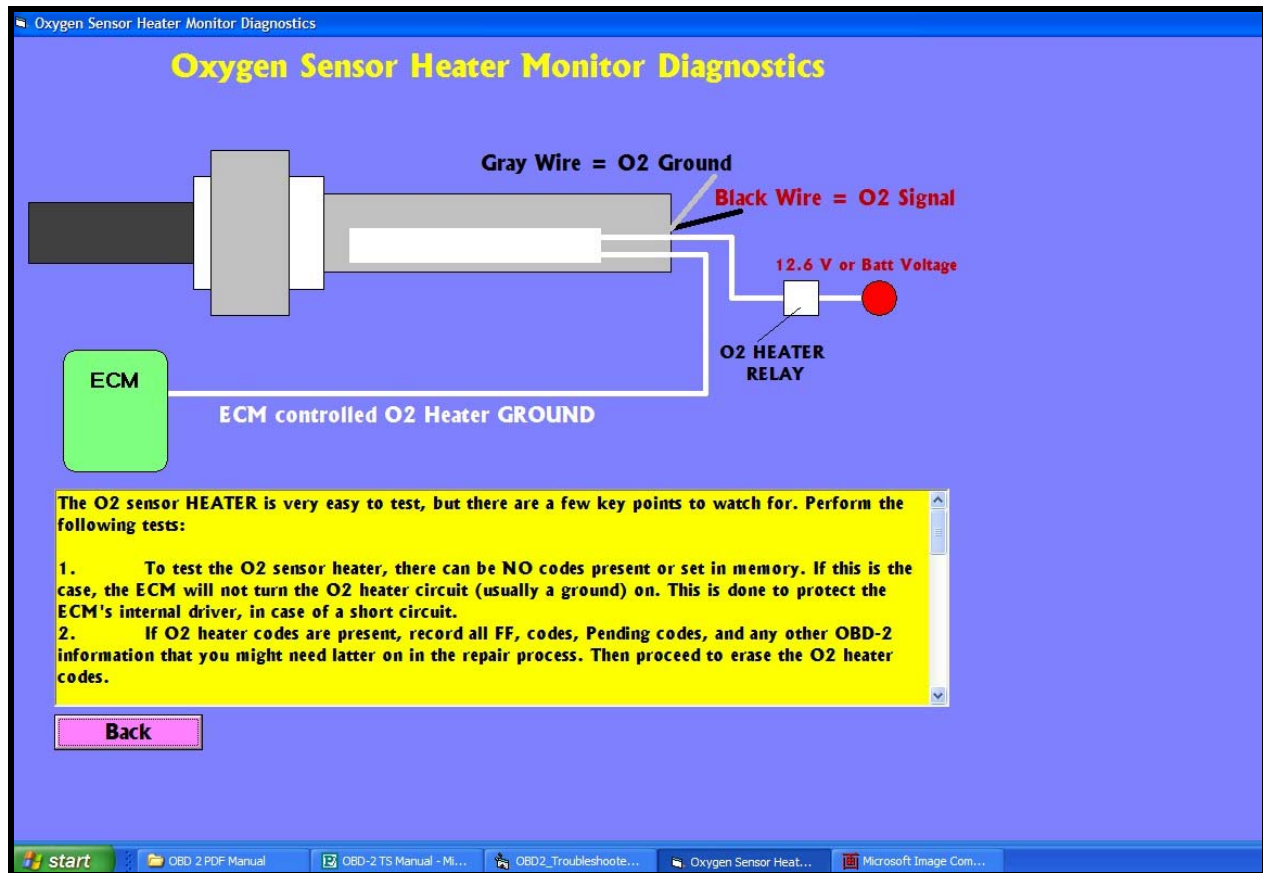 Oxygen Sensor Heater Monitor Diagnostics
Oxygen Sensor Heater Monitor Diagnostics
Gray Wire = O2 Ground
Black Wire = O2 Signal
12.6 V or Batt Voltage
O2 HEATER
RELAY
ECM
ECM controlled O2 Heater GROUND
The O2 sensor HEATER is very easy to test, but there are a few key points to watch for. Perform the
following tests:
1. To test the O2 sensor heater, there can be NO codes present or set in memory. If this is the
case, the ECM will not turn the O2 heater circuit (usually a ground) on. This is done to protect the
ECM's internal driver, in case of a short circuit.
2. If O2 heater codes are present, record all FF, codes, Pending codes, and any other OBD-2
information that you might need latter on in the repair process. Then proceed to erase the O2 heater
codes.
Back
start
OBD 2 PDF Manual
OBD-2 TS Manual - Mi...
OBD2_Troubleshoote...
Oxygen Sensor Heat...
Microsoft Image Com...